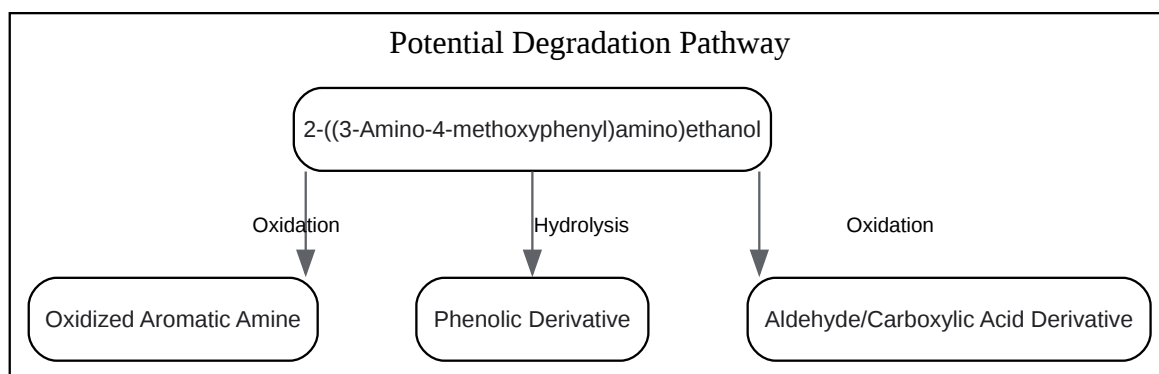 Potential Degradation Pathway
2-((3-Amino-4-methoxyphenyl)amino)ethanol
Oxidation
Hydrolysis
Oxidation
Oxidized Aromatic Amine
Phenolic Derivative
Aldehyde/Carboxylic Acid Derivative